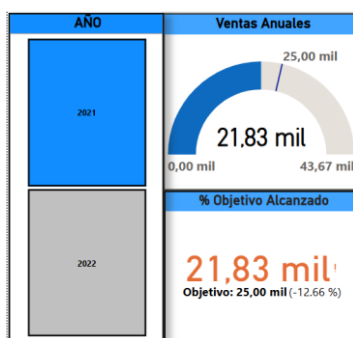 AÑO
2021
2022
Ventas Anuales
25,00 mil
21,83 mil
0,00 mil
43,67 mil
% Objetivo Alcanzado
21,83 mil!
Objetivo: 25,00 mil (-12.66 %)